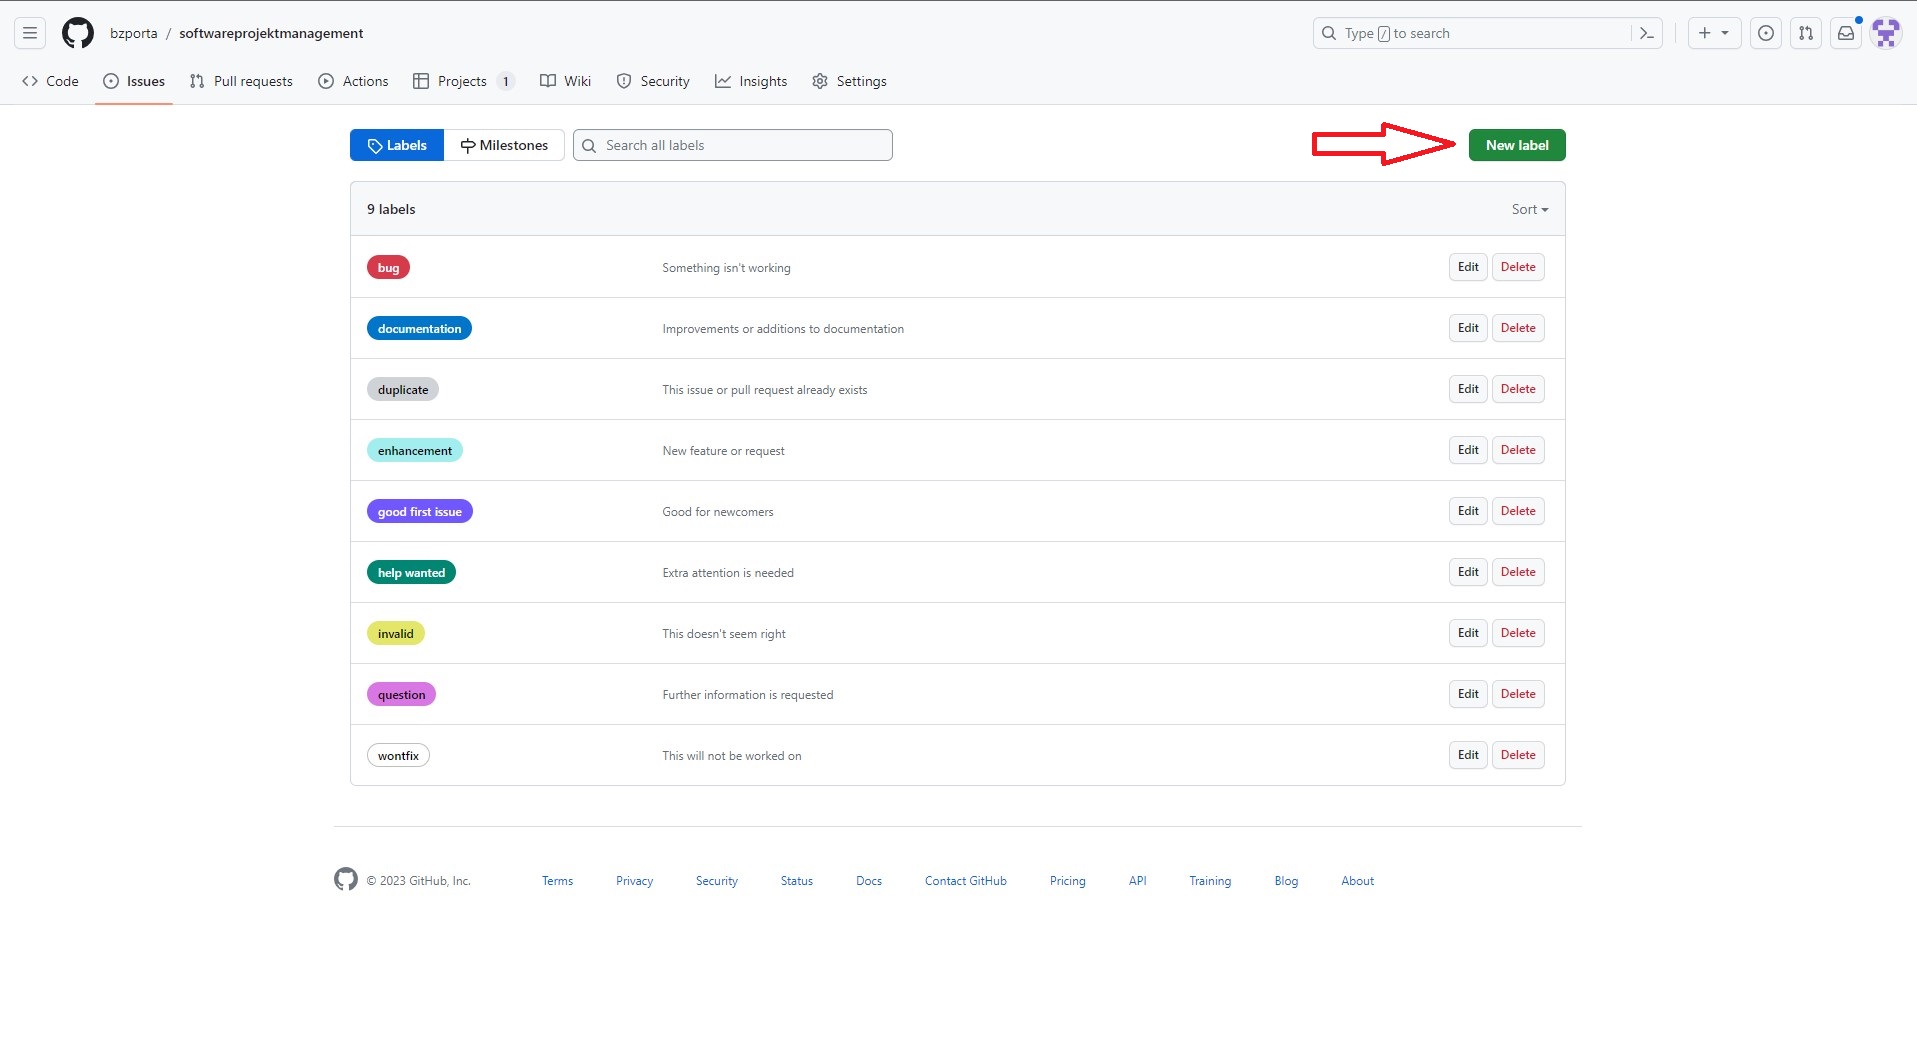 bzporta / softwareprojektmanagement Type / to search
Code Issues Pull requests Actions Projects 1 Wiki Security Insights Settings
Labels Milestones Search all labels New label
9 labels Sort
bug Something isn't working Edit Delete
documentation Improvements or additions to documentation Edit Delete
duplicate This issue or pull request already exists Edit Delete
enhancement New feature or request Edit Delete
good first issue Good for newcomers Edit Delete
help wanted Extra attention is needed Edit Delete
invalid This doesn't seem right Edit Delete
question Further information is requested Edit Delete
wontfix This will not be worked on Edit Delete
© 2023 GitHub, Inc. Terms Privacy Security Status Docs Contact GitHub Pricing API Training Blog About